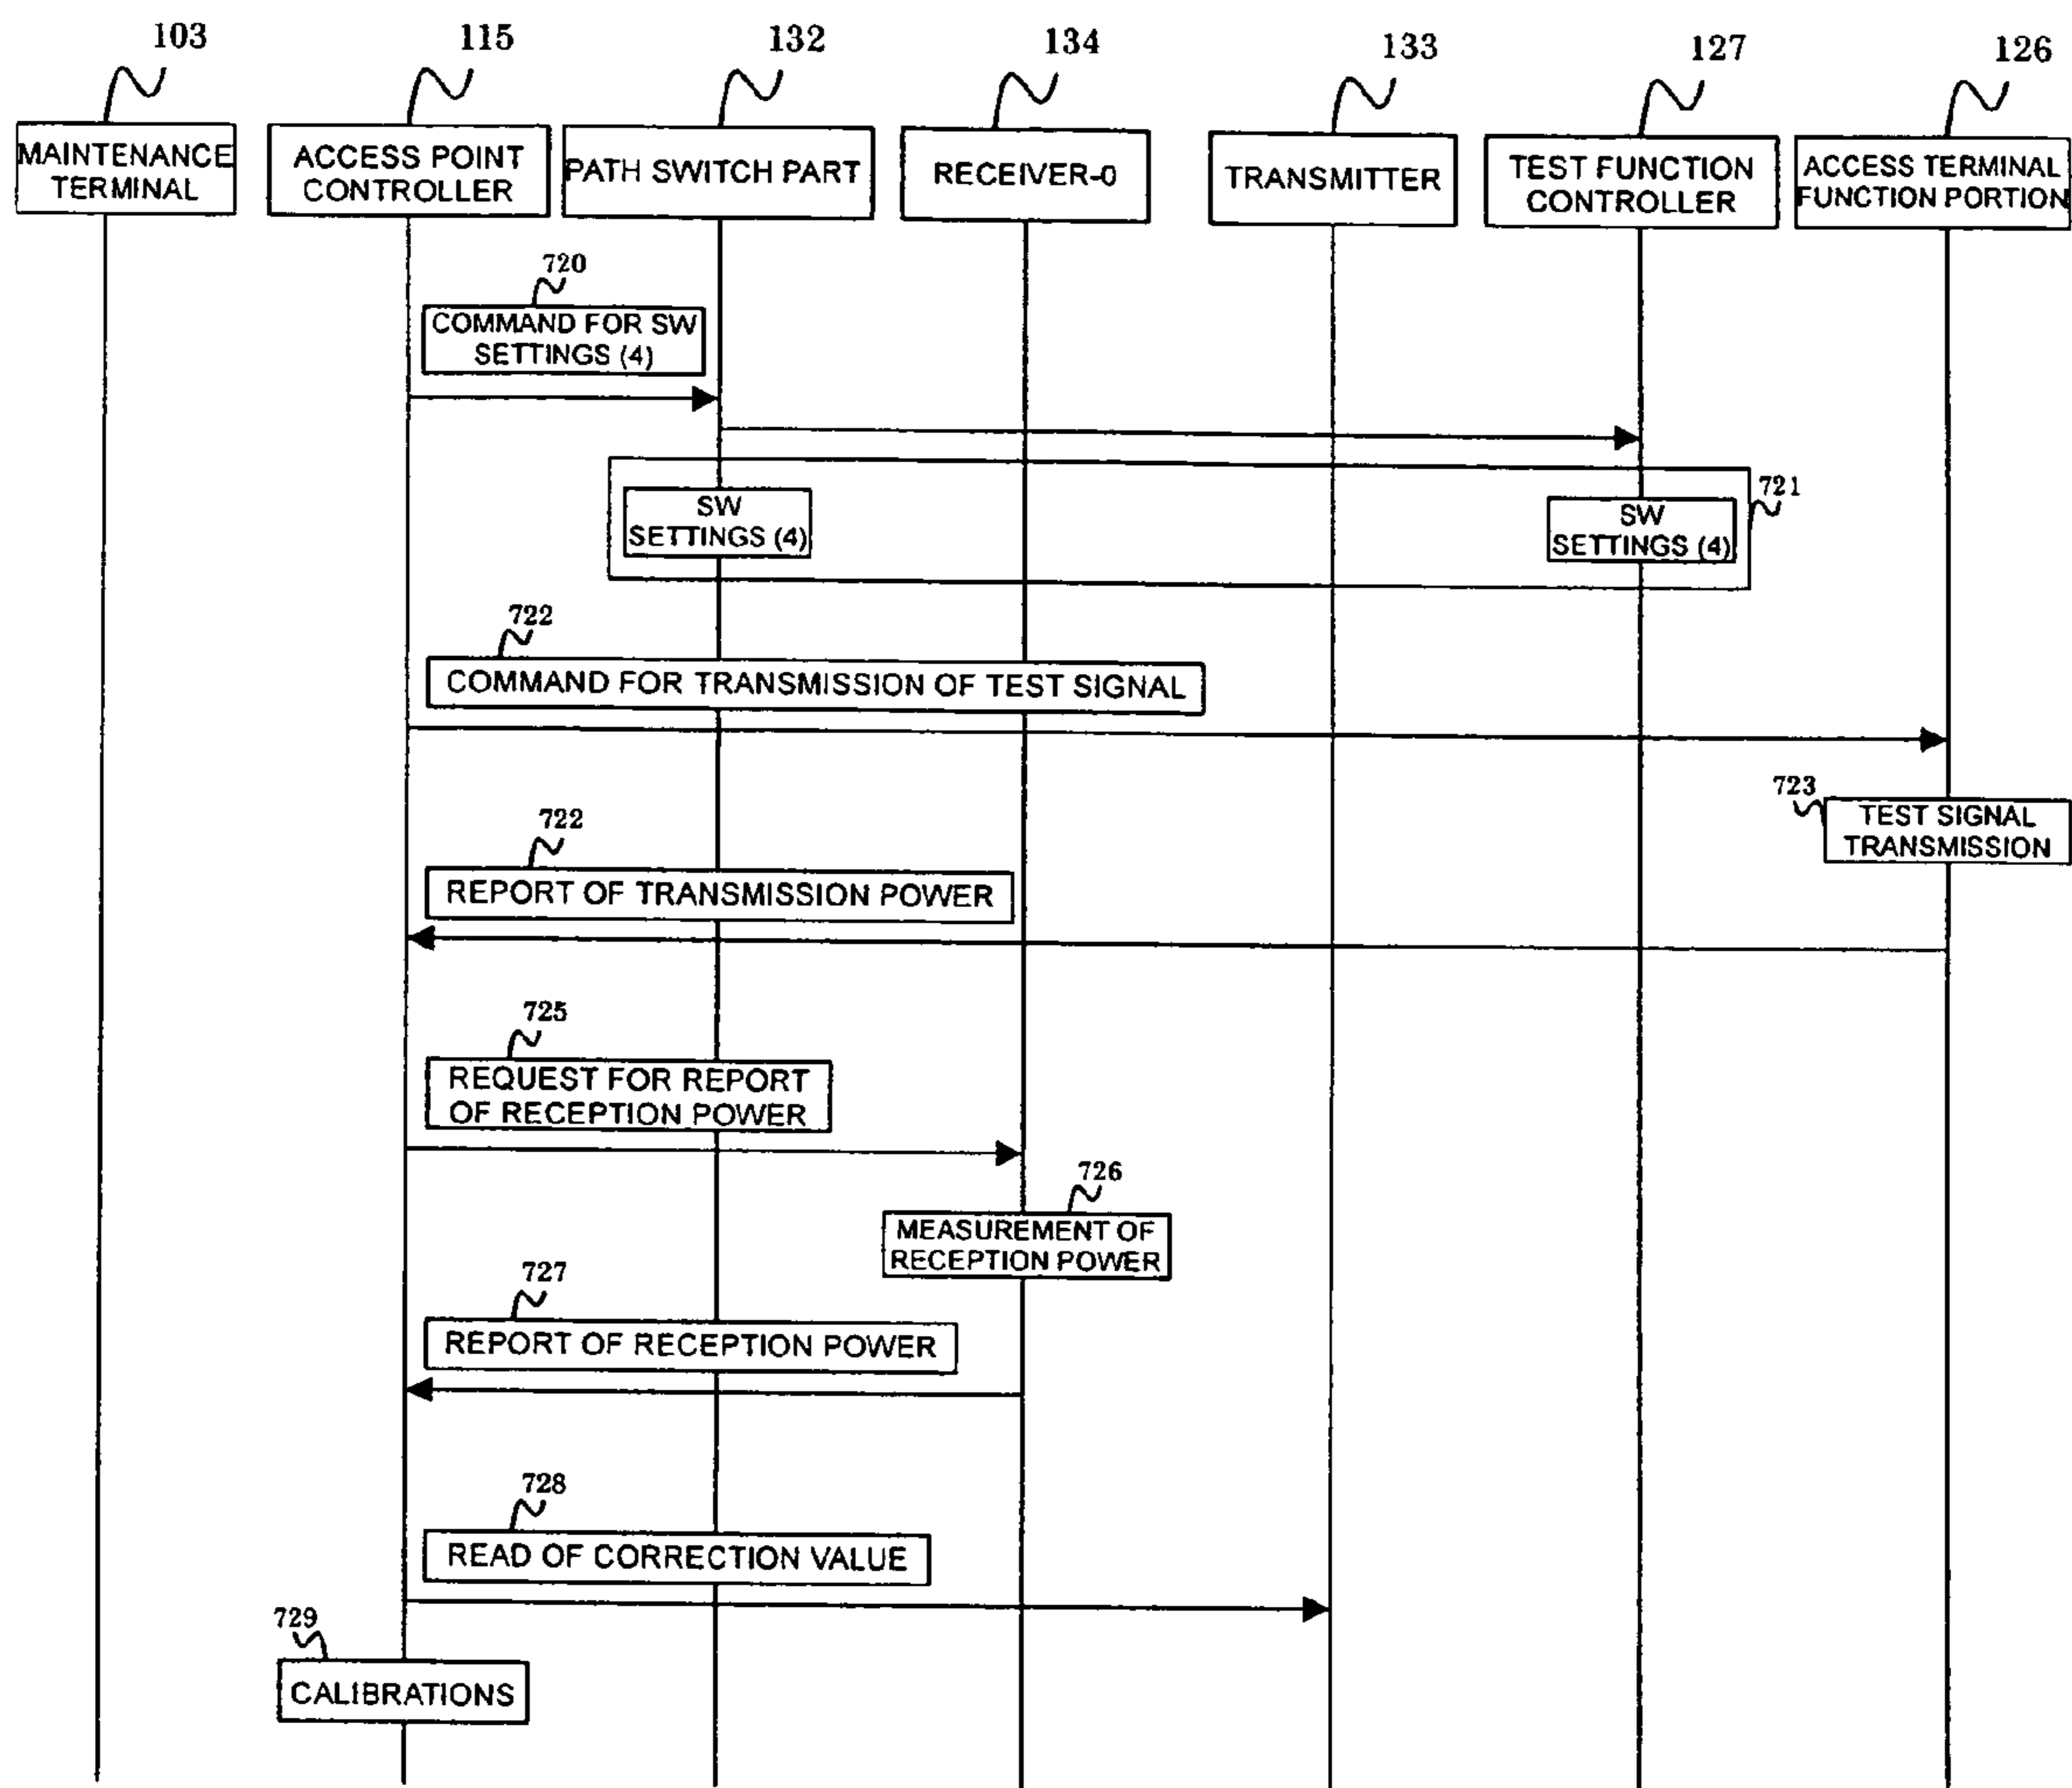 103
115
132
134
133
127
126
MAINTENANCE
TERMINAL
ACCESS POINT
CONTROLLER
PATH SWITCH PART
RECEIVER-0
TRANSMITTER
TEST FUNCTION
CONTROLLER
ACCESS TERMINAL
FUNCTION PORTION
720
COMMAND FOR SW
SETTINGS (4)
SW
SETTINGS (4)
SW
SETTINGS (4)
721
722
COMMAND FOR TRANSMISSION OF TEST SIGNAL
723
TEST SIGNAL
TRANSMISSION
722
REPORT OF TRANSMISSION POWER
725
REQUEST FOR REPORT
OF RECEPTION POWER
726
MEASUREMENT OF
RECEPTION POWER
727
REPORT OF RECEPTION POWER
728
READ OF CORRECTION VALUE
729
CALIBRATIONS